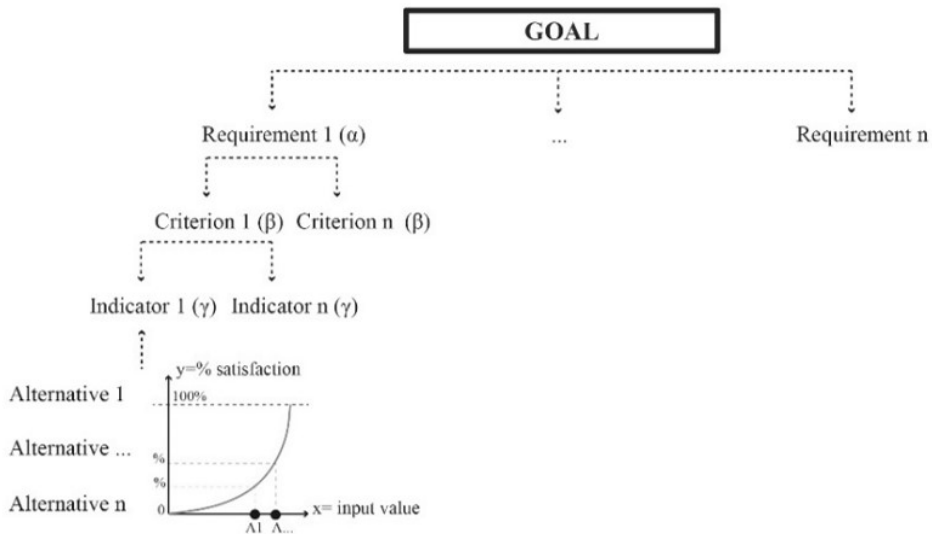 GOAL
Requirement 1 (α) ... Requirement n
Criterion 1 (β) Criterion n (β)
Indicator 1 (γ) Indicator n (γ)
y=% satisfaction
Alternative 1
100%
Alternative ...
%
%
Alternative n
0
x= input value
A1 A...